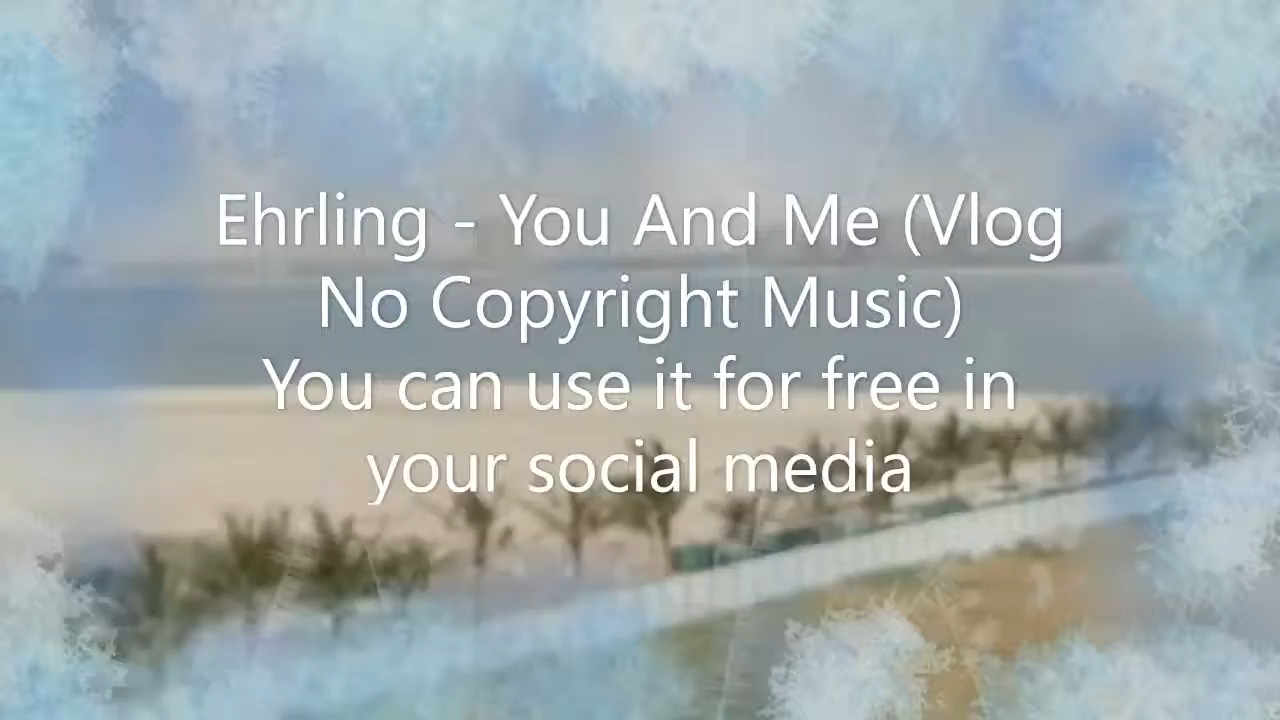 Ehrling - You And Me (Vlog
No Copyright Music)
You can use it for free in
your social media